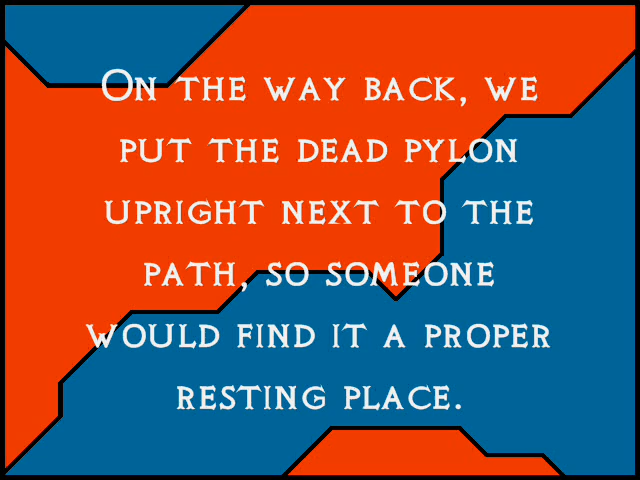 On the way back, we
put the dead pylon
upright next to the
path, so someone
would find it a proper
resting place.